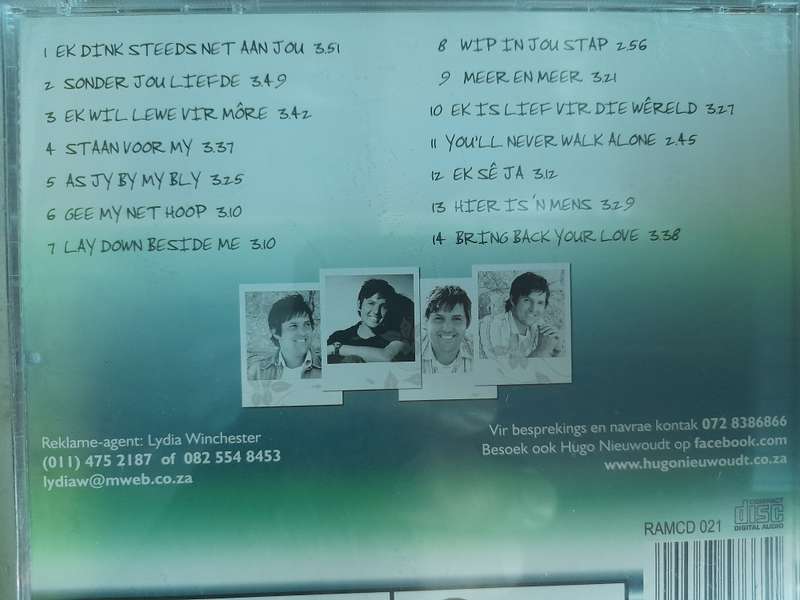 1 EK DINK STEEDS NET AAN JOU 3.51
2 SONDER JOU LIEFDE 3.49
3 EK WIL LEWE VIR MÔRE 3.42
4 STAAN VOOR MY 3.37
5 AS JY BY MY BLY 3.25
6 GEE MY NET HOOP 3.10
7 LAY DOWN BESIDE ME 3.10
8 WIP IN JOU STAP 2.56
9 MEER EN MEER 3.21
10 EK IS LIEF VIR DIE WÊRELD 3.27
11 YOU'LL NEVER WALK ALONE 2.45
12 EK SÊ JA 3.12
13 HIER IS 'N MENS 3.29
14 BRING BACK YOUR LOVE 3.38
Reklame-agent: Lydia Winchester
(011) 475 2187 of 082 554 8453
lydiaw@mweb.co.za
Vir besprekings en navrae kontak 072 8386866
Besoek ook Hugo Nieuwoudt op facebook.com
www.hugonieuwoudt.co.za
RAMCD 021
COMPACT
disc
DIGITAL AUDIO